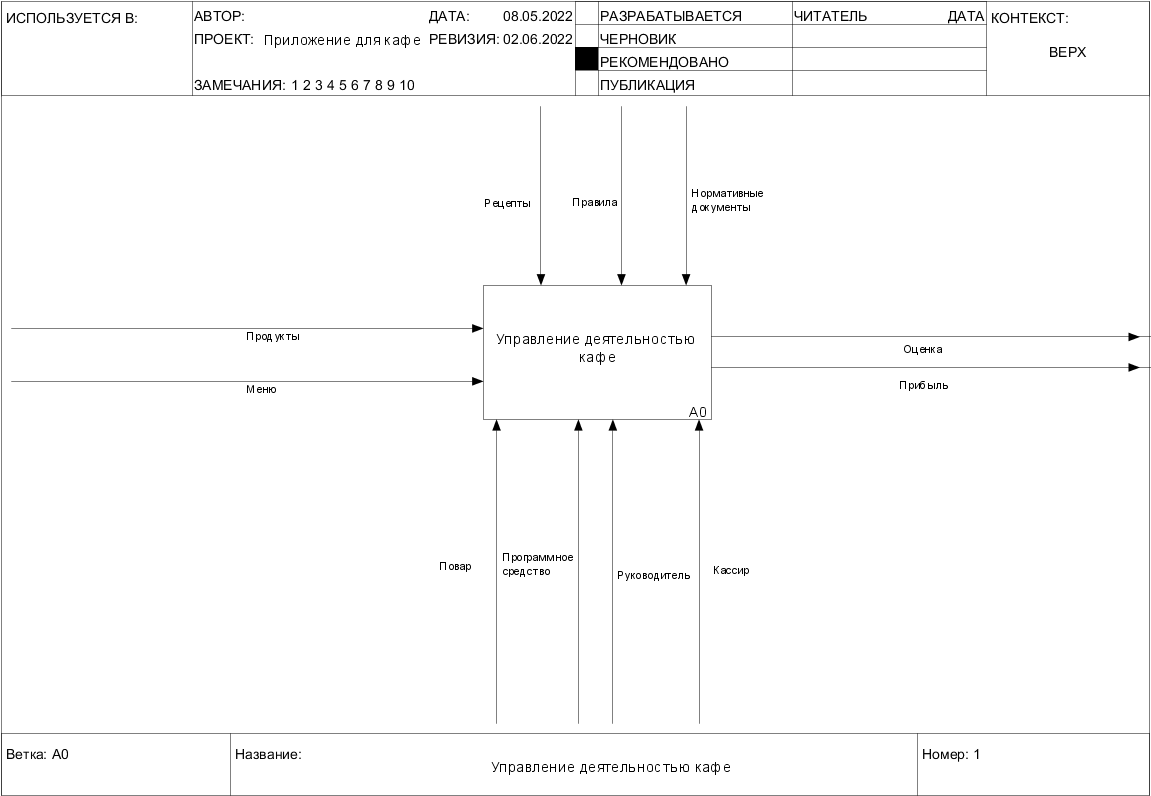 ИСПОЛЬЗУЕТСЯ В:
АВТОР:
ДАТА: 08.05.2022
ПРОЕКТ: Приложение для кафе
РЕВИЗИЯ: 02.06.2022
ЗАМЕЧАНИЯ: 1 2 3 4 5 6 7 8 9 10
РАЗРАБАТЫВАЕТСЯ
ЧЕРНОВИК
РЕКОМЕНДОВАНО
ПУБЛИКАЦИЯ
ЧИТАТЕЛЬ
ДАТА
КОНТЕКСТ:
ВЕРХ
Рецепты
Правила
Нормативные
документы
Продукты
Меню
Управление деятельностью
кафе
A0
Оценка
Прибыль
Повар
Программное
средство
Руководитель
Кассир
Ветка: A0
Название:
Управление деятельностью кафе
Номер: 1